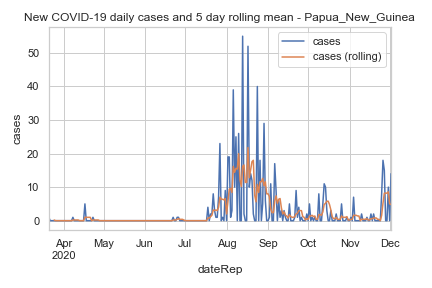 New COVID-19 daily cases and 5 day rolling mean - Papua_New_Guinea
cases
cases (rolling)
50
40
30
20
10
0
cases
Apr May Jun Jul Aug Sep Oct Nov Dec
2020
dateRep